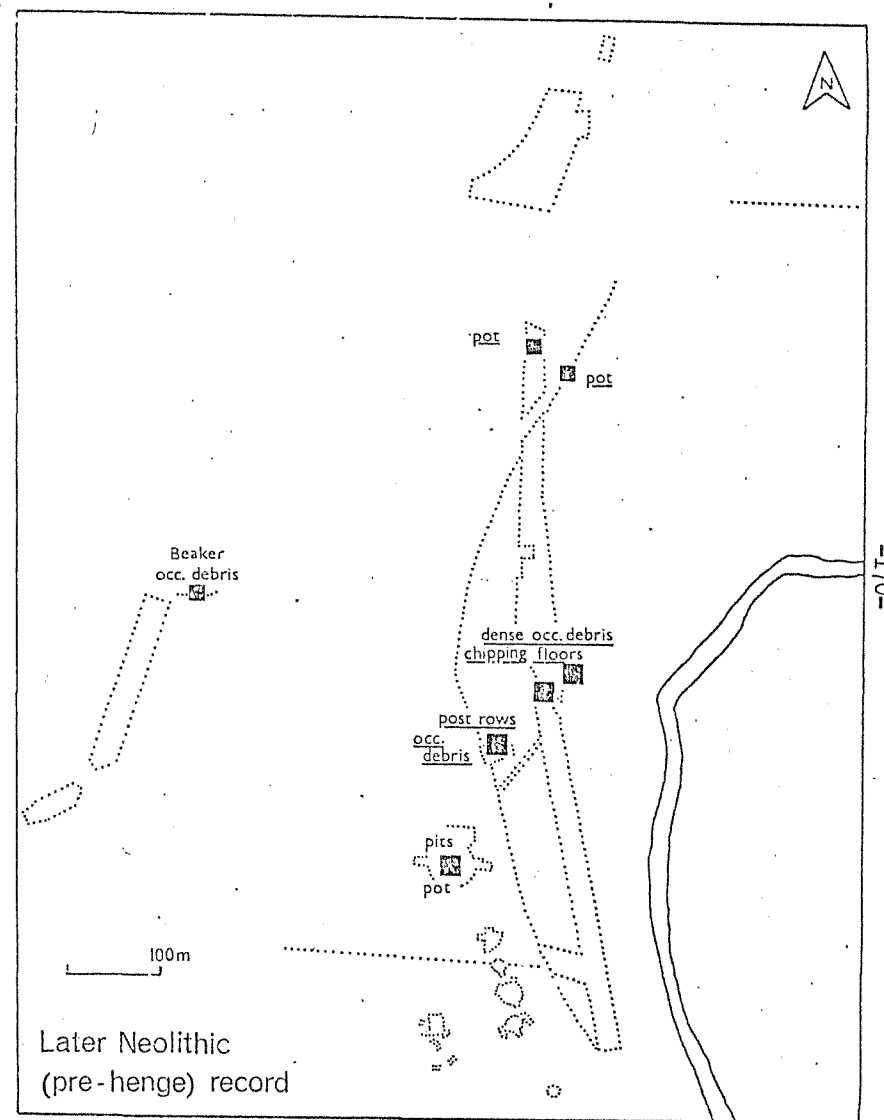 N
pot
pot
Beaker
occ. debris
dense occ. debris
chipping floors
post rows
occ.
debris
pits
pot
100m
Later Neolithic
(pre-henge) record